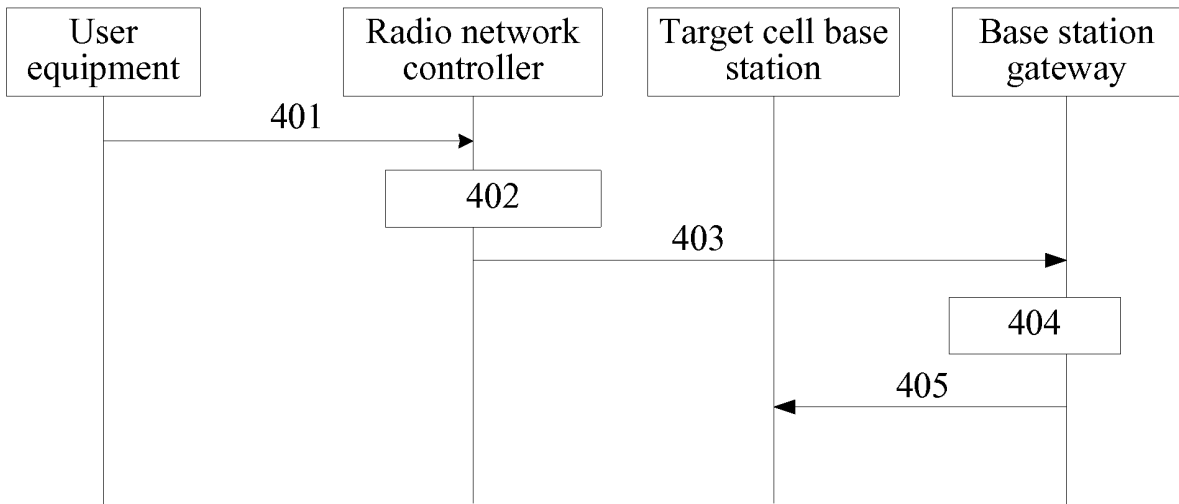 User
equipment
Radio network
controller
Target cell base
station
Base station
gateway
401
402
403
404
405